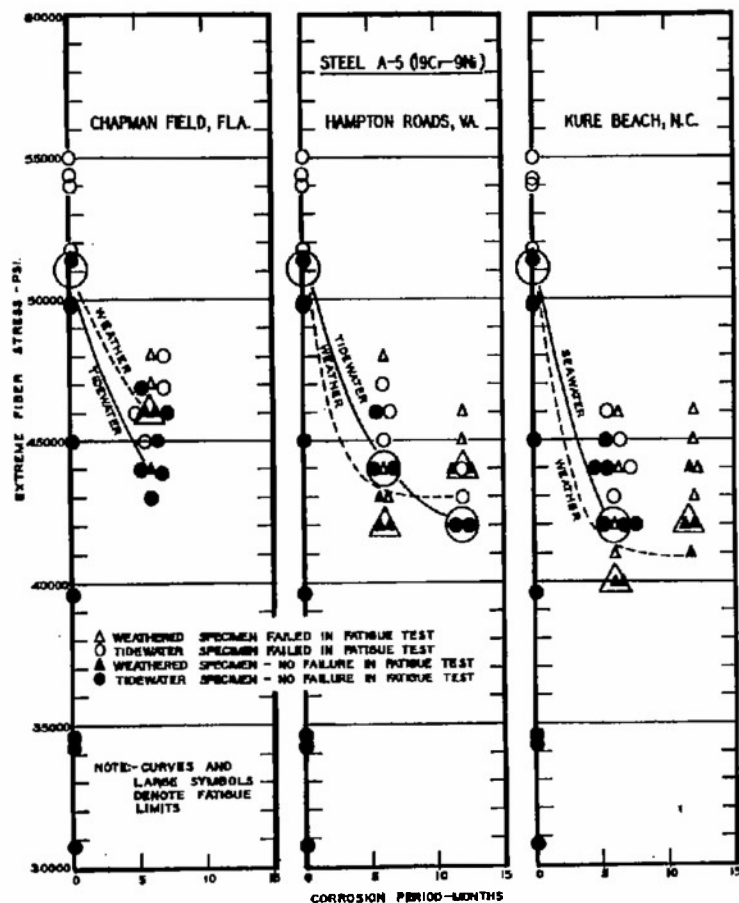 STEEL A-5 (19Cr-9Ni)
CHAPMAN FIELD, FLA.
HAMPTON ROADS, VA.
KURE BEACH, N.C.
EXTREME FIBER STRESS - PSI.
60000
55000
50000
45000
40000
35000
30000
WEATHER
TIDEWATER
TIDEWATER
WEATHER
SEAWATER
WEATHER
△ WEATHERED SPECIMEN FAILED IN FATIGUE TEST
○ TIDEWATER SPECIMEN FAILED IN FATIGUE TEST
▲ WEATHERED SPECIMEN - NO FAILURE IN FATIGUE TEST
● TIDEWATER SPECIMEN - NO FAILURE IN FATIGUE TEST
NOTE:- CURVES AND
LARGE SYMBOLS
DENOTE FATIGUE
LIMITS
0 5 10 15 0 5 10 15 0 5 10 15
CORROSION PERIOD-MONTHS